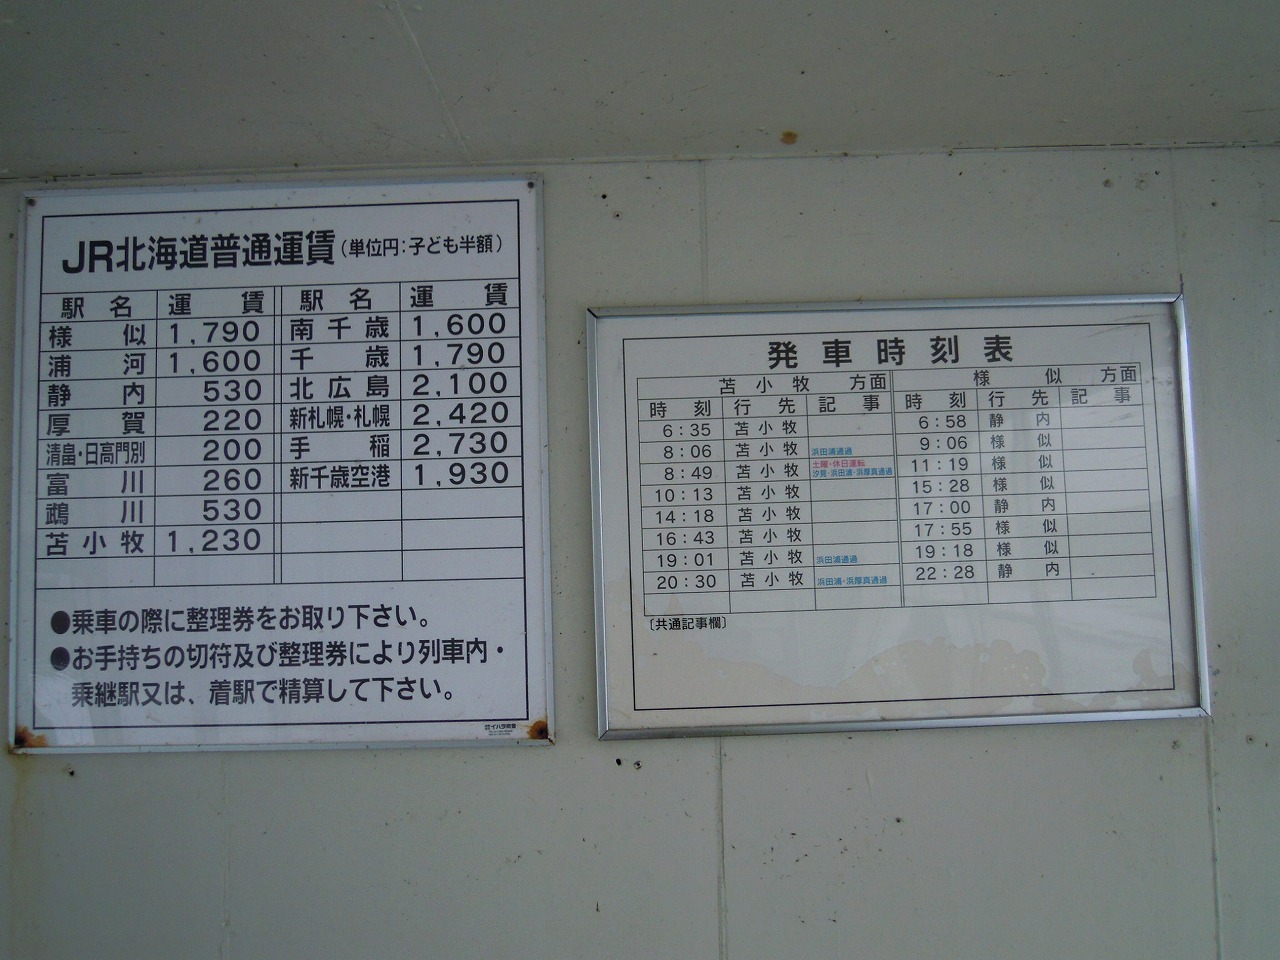 JR北海道普通運賃(単位円:子ども半額)
駅名 運賃 駅名 運賃
様似 1,790 南千歳 1,600
浦河 1,600 千歳 1,790
静内 530 北広島 2,100
厚賀 220 新札幌・札幌 2,420
清畠・日高門別 200 手稲 2,730
富川 260 新千歳空港 1,930
鵡川 530
苫小牧 1,230
●乗車の際に整理券をお取り下さい。
●お手持ちの切符及び整理券により列車内・
乗継駅又は、着駅で精算して下さい。
発車時刻表
苫小牧 方面 様似 方面
時刻 行先 記事 時刻 行先 記事
6:35 苫小牧 6:58 静内
8:06 苫小牧 浜田浦通過 9:06 様似
8:49 苫小牧 土曜・休日運転 11:19 様似
汐見・浜田浦・浜厚真通過
10:13 苫小牧 15:28 様似
14:18 苫小牧 17:00 静内
16:43 苫小牧 17:55 様似
19:01 苫小牧 浜田浦通過 19:18 様似
20:30 苫小牧 浜田浦・浜厚真通過 22:28 静内
〔共通記事欄〕